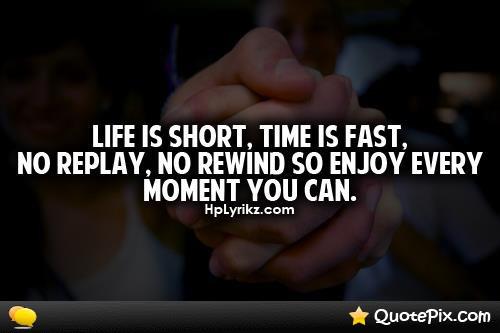 LIFE IS SHORT, TIME IS FAST,
NO REPLAY, NO REWIND SO ENJOY EVERY
MOMENT YOU CAN.
HpLyrikz.com
QuotePix.com